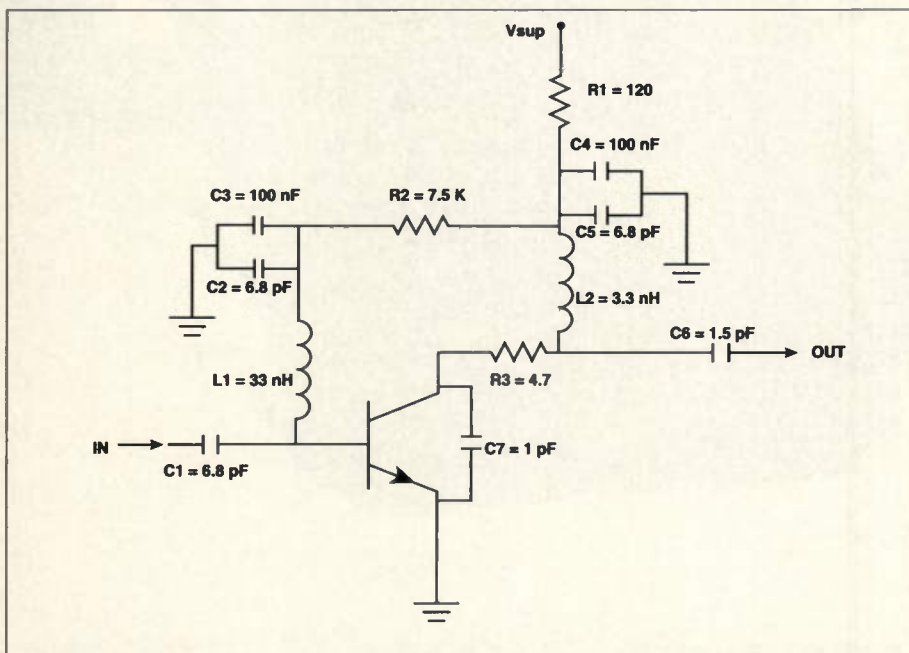 Vsup
R1 = 120
C4 = 100 nF
C3 = 100 nF
R2 = 7.5 K
C5 = 6.8 pF
C2 = 6.8 pF
L2 = 3.3 nH
C6 = 1.5 pF
OUT
R3 = 4.7
L1 = 33 nH
IN
C1 = 6.8 pF
C7 = 1 pF